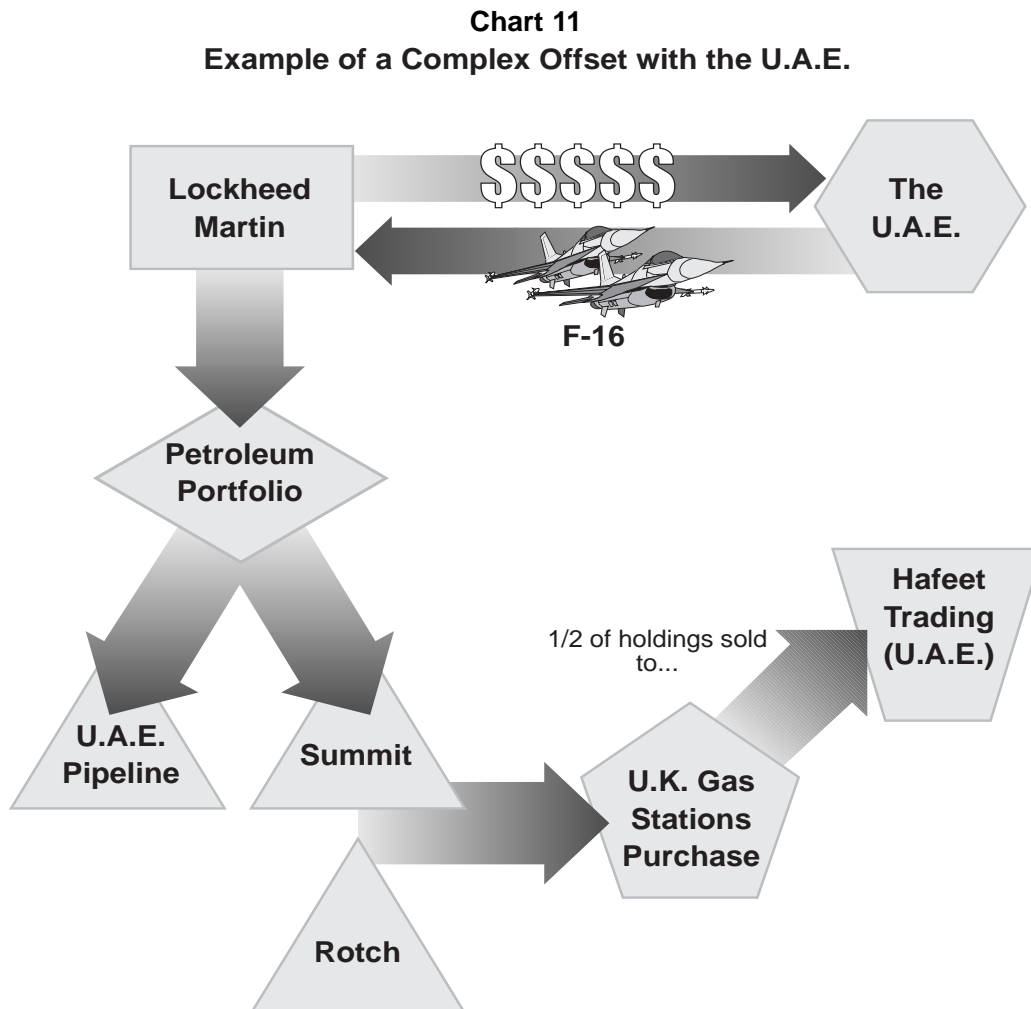 Chart 11
Example of a Complex Offset with the U.A.E.
Lockheed
Martin
$$$$$
The
U.A.E.
F-16
Petroleum
Portfolio
Hafeet
Trading
(U.A.E.)
1/2 of holdings sold
to...
U.A.E.
Pipeline
Summit
U.K. Gas
Stations
Purchase
Rotch